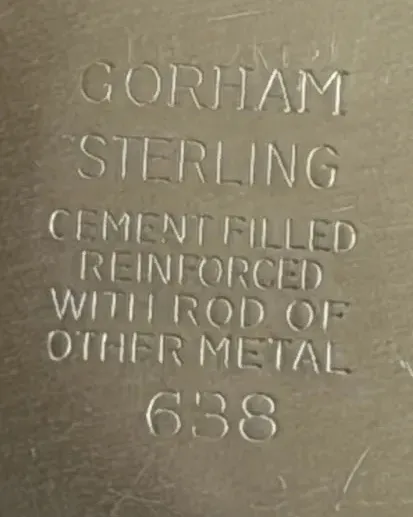 GORHAM
STERLING
CEMENT FILLED
REINFORCED
WITH ROD OF
OTHER METAL
638